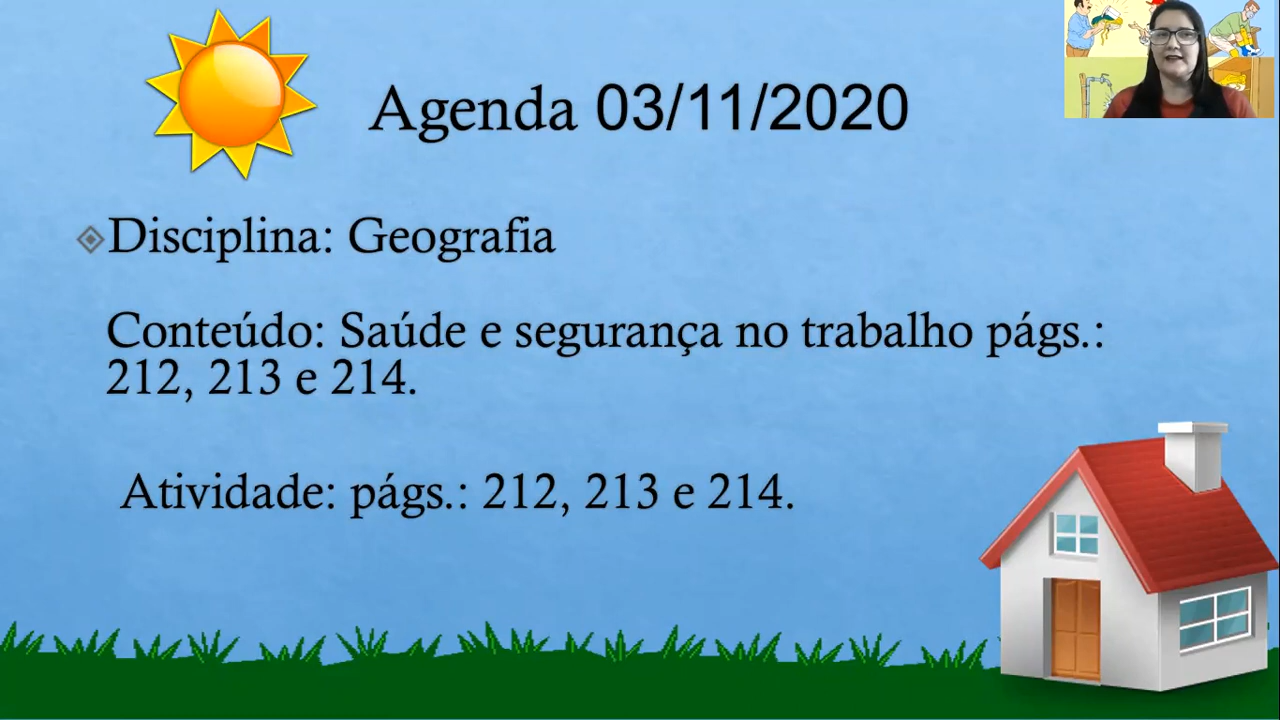 Agenda 03/11/2020
Disciplina: Geografia
Conteúdo: Saúde e segurança no trabalho págs.:
212, 213 e 214.
Atividade: págs.: 212, 213 e 214.